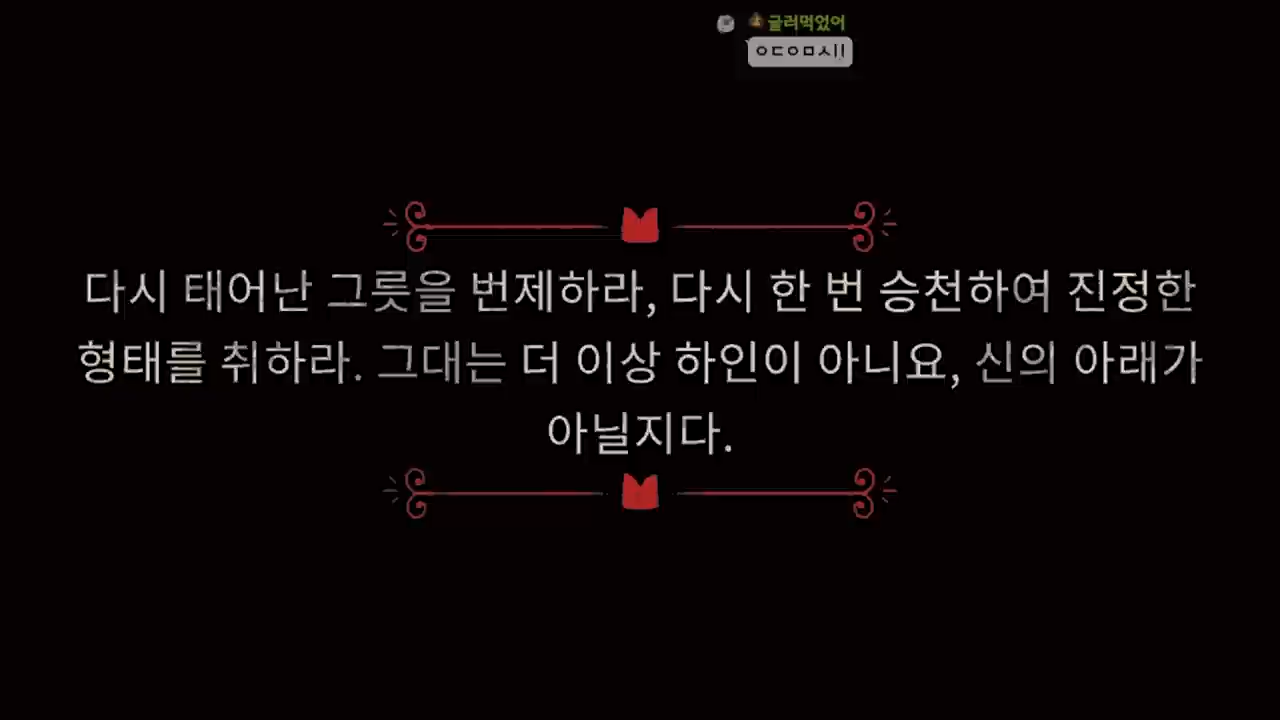 글러먹었어
ㅇㄷㅇㅁㅅ!!
다시 태어난 그릇을 번제하라, 다시 한 번 승천하여 진정한
형태를 취하라. 그대는 더 이상 하인이 아니요, 신의 아래가
아닐지다.